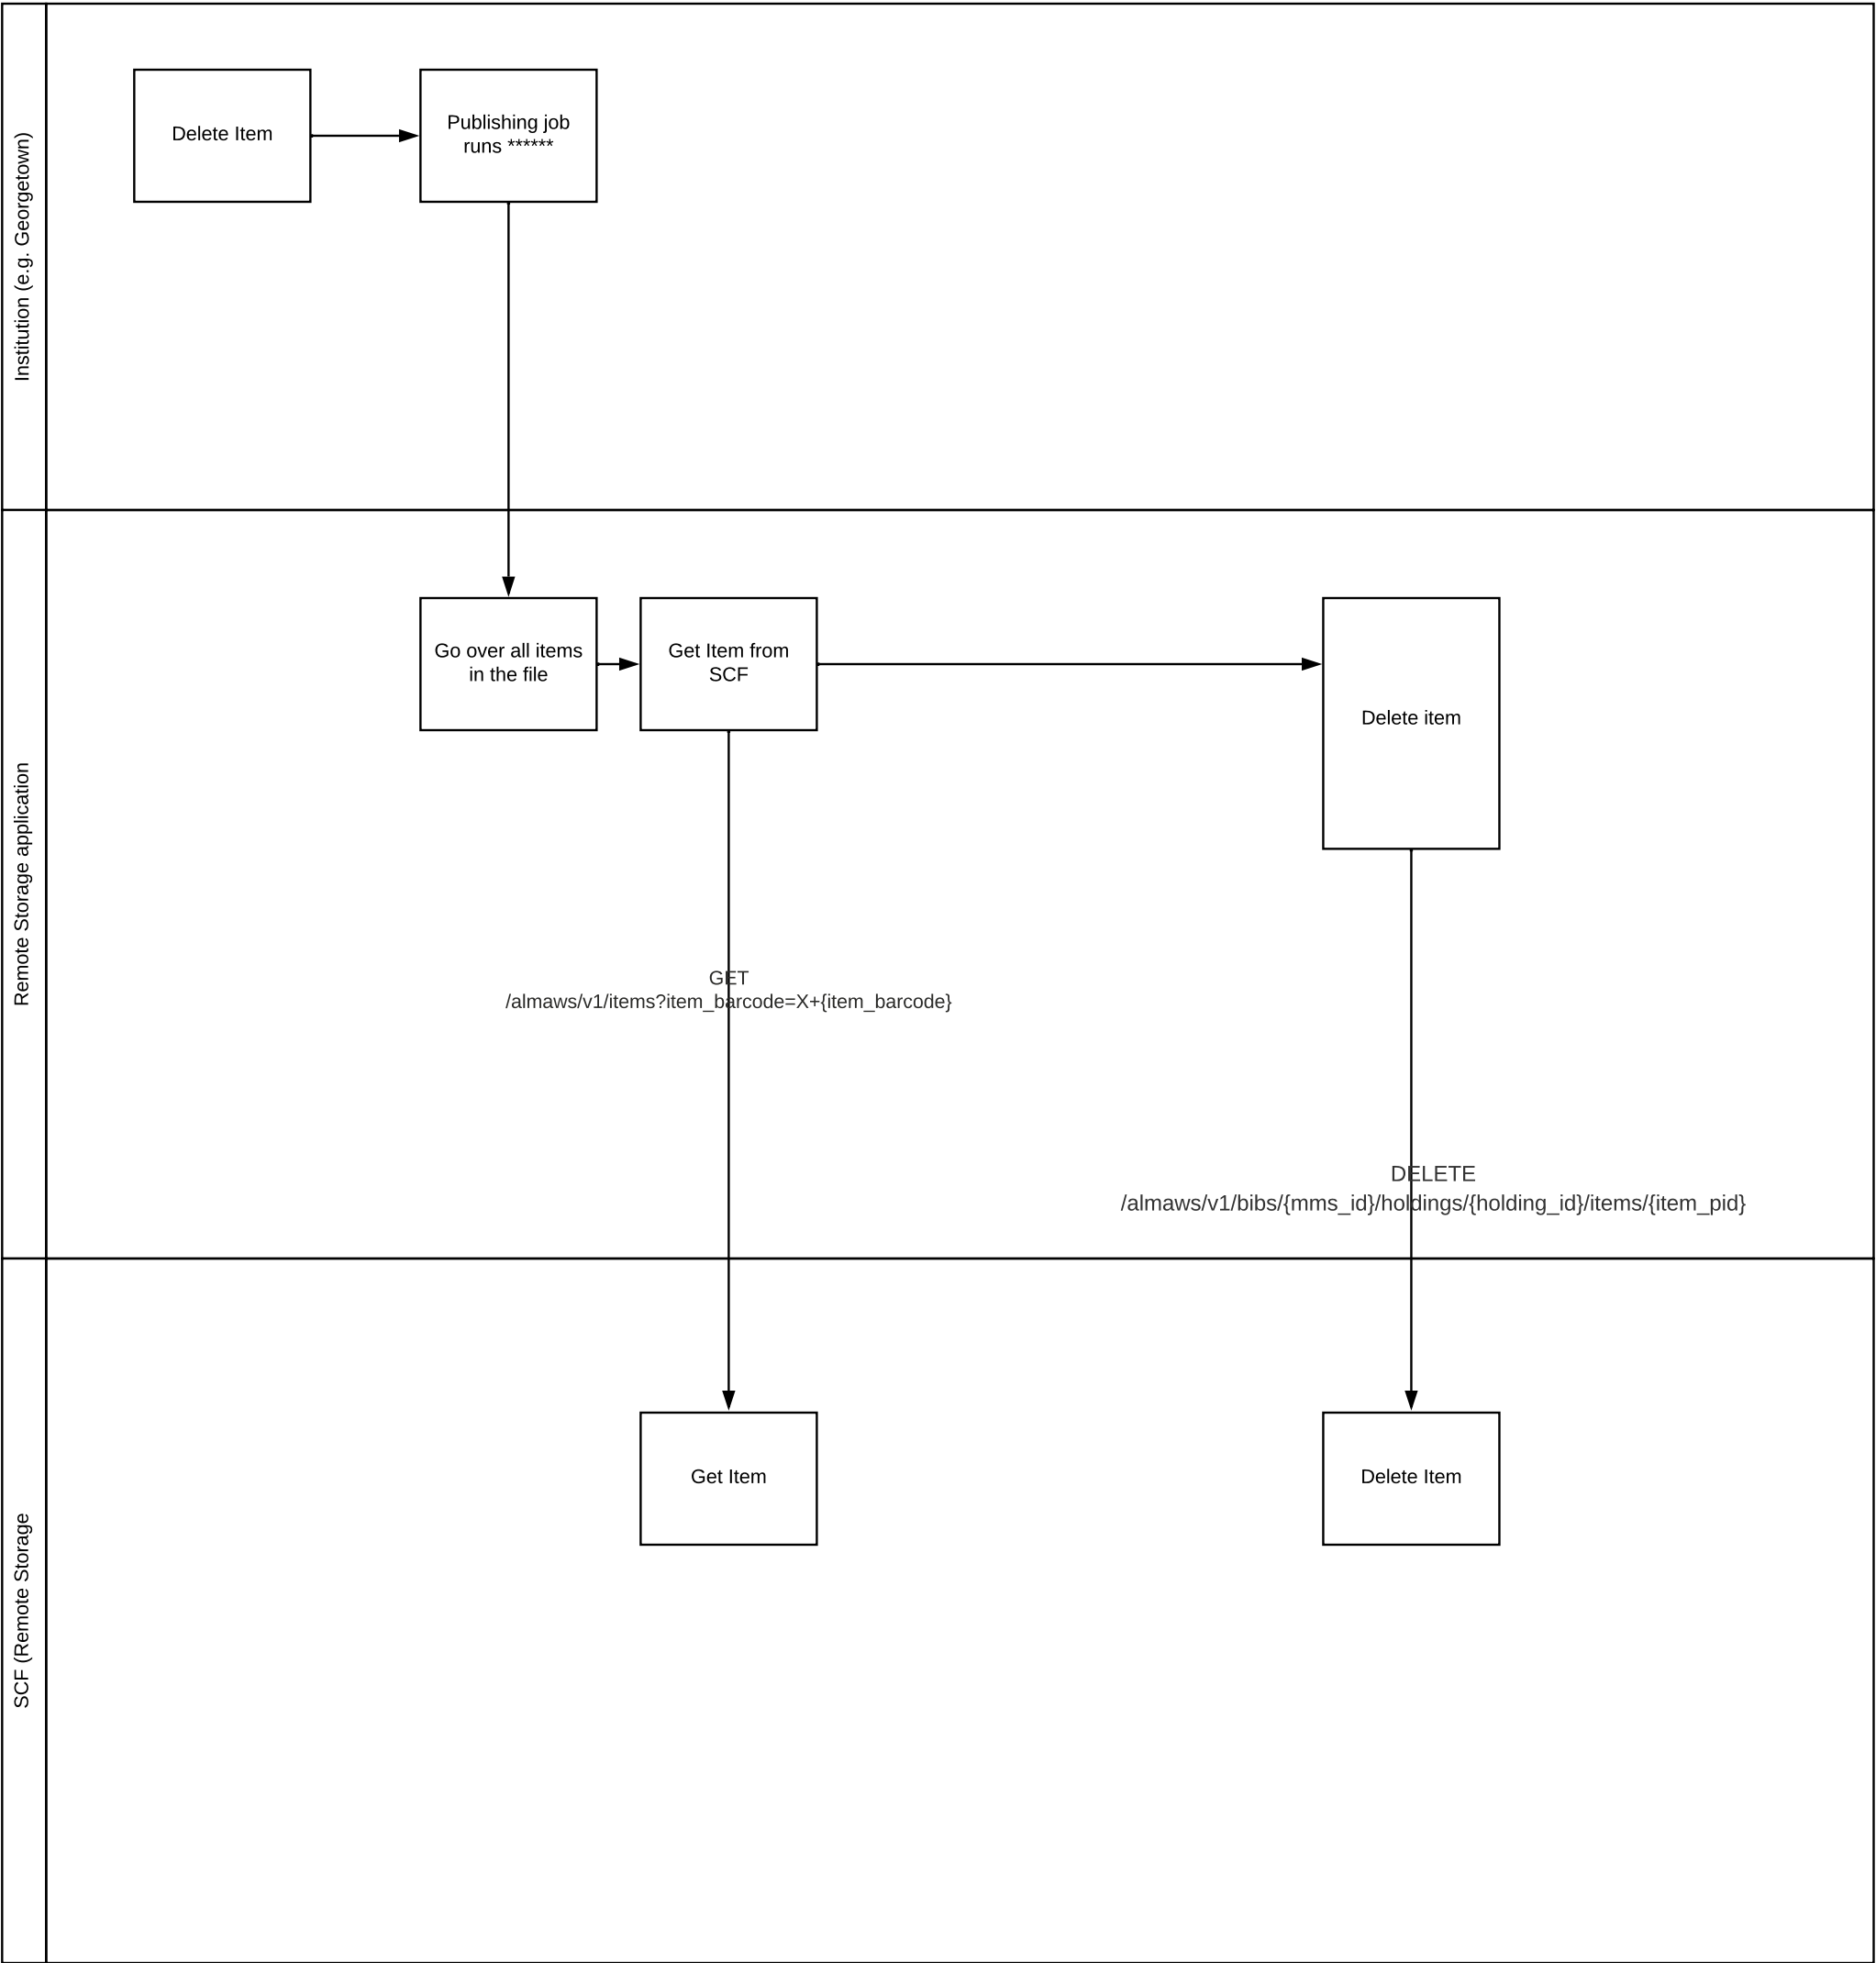 Institution (e.g. Georgetown)
Delete Item
Publishing job
runs ******
Remote Storage application
Go over all items
in the file
Get Item from
SCF
Delete item
GET
/almaws/v1/items?item_barcode=X+{item_barcode}
DELETE
/almaws/v1/bibs/{mms_id}/holdings/{holding_id}/items/{item_pid}
SCF (Remote Storage
Get Item
Delete Item